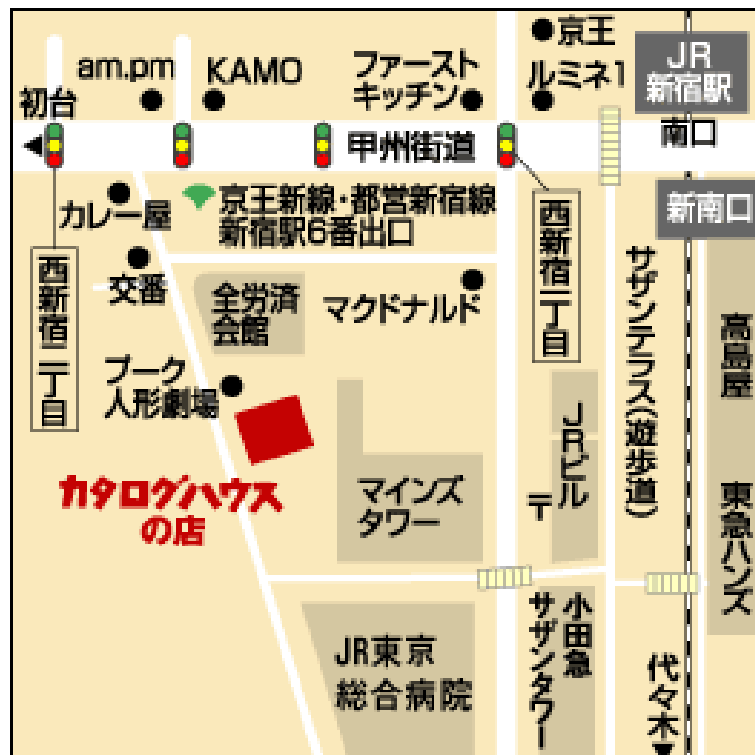 京王
ルミネ1
JR
新宿駅
南口
am.pm
KAMO
ファースト
キッチン
初台
甲州街道
カレー屋
京王新線・都営新宿線
新宿駅6番出口
西新宿一丁目
新南口
西新宿二丁目
交番
全労済
会館
マクドナルド
サザンテラス(遊歩道)
高島屋
プーク
人形劇場
JRビル
〒
カタログハウス
の店
マインズ
タワー
東急ハンズ
JR東京
総合病院
小田急
サザンタワー
代々木